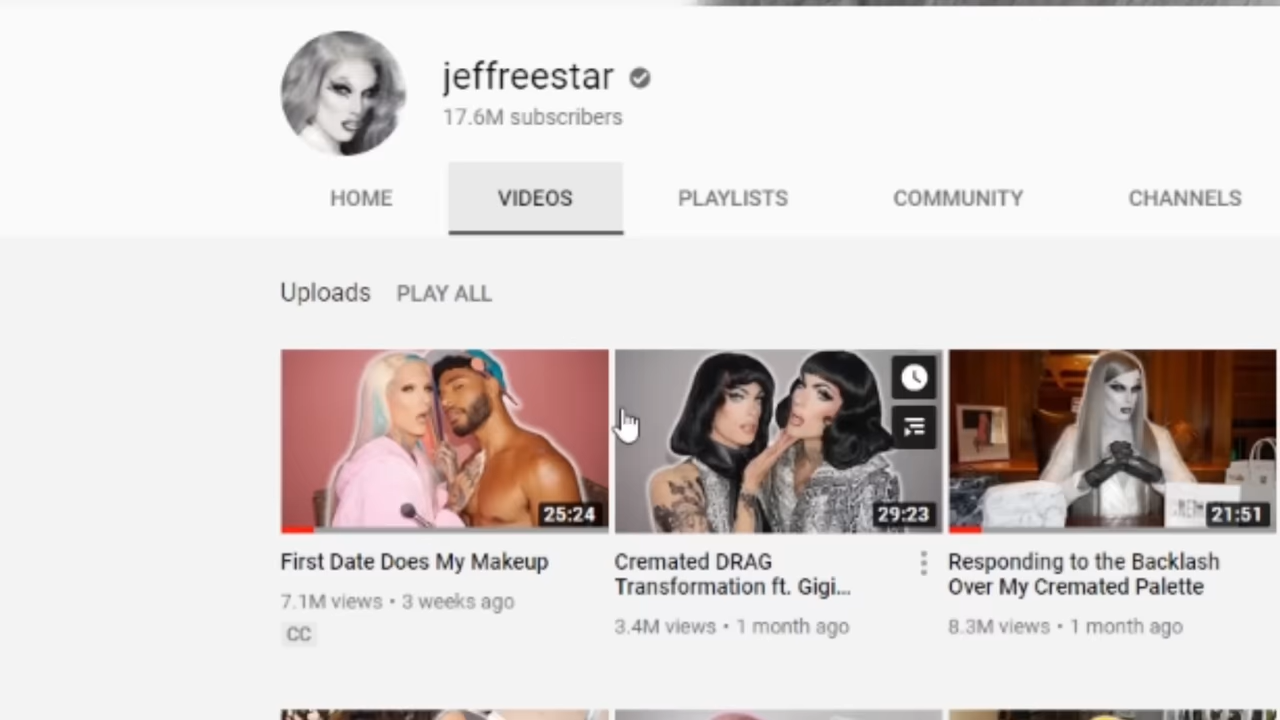 jeffreestar
17.6M subscribers
HOME VIDEOS PLAYLISTS COMMUNITY CHANNELS
Uploads PLAY ALL
25:24 29:23 21:51
First Date Does My Makeup
7.1M views • 3 weeks ago
CC
Cremated DRAG
Transformation ft. Gigi...
3.4M views • 1 month ago
Responding to the Backlash
Over My Cremated Palette
8.3M views • 1 month ago